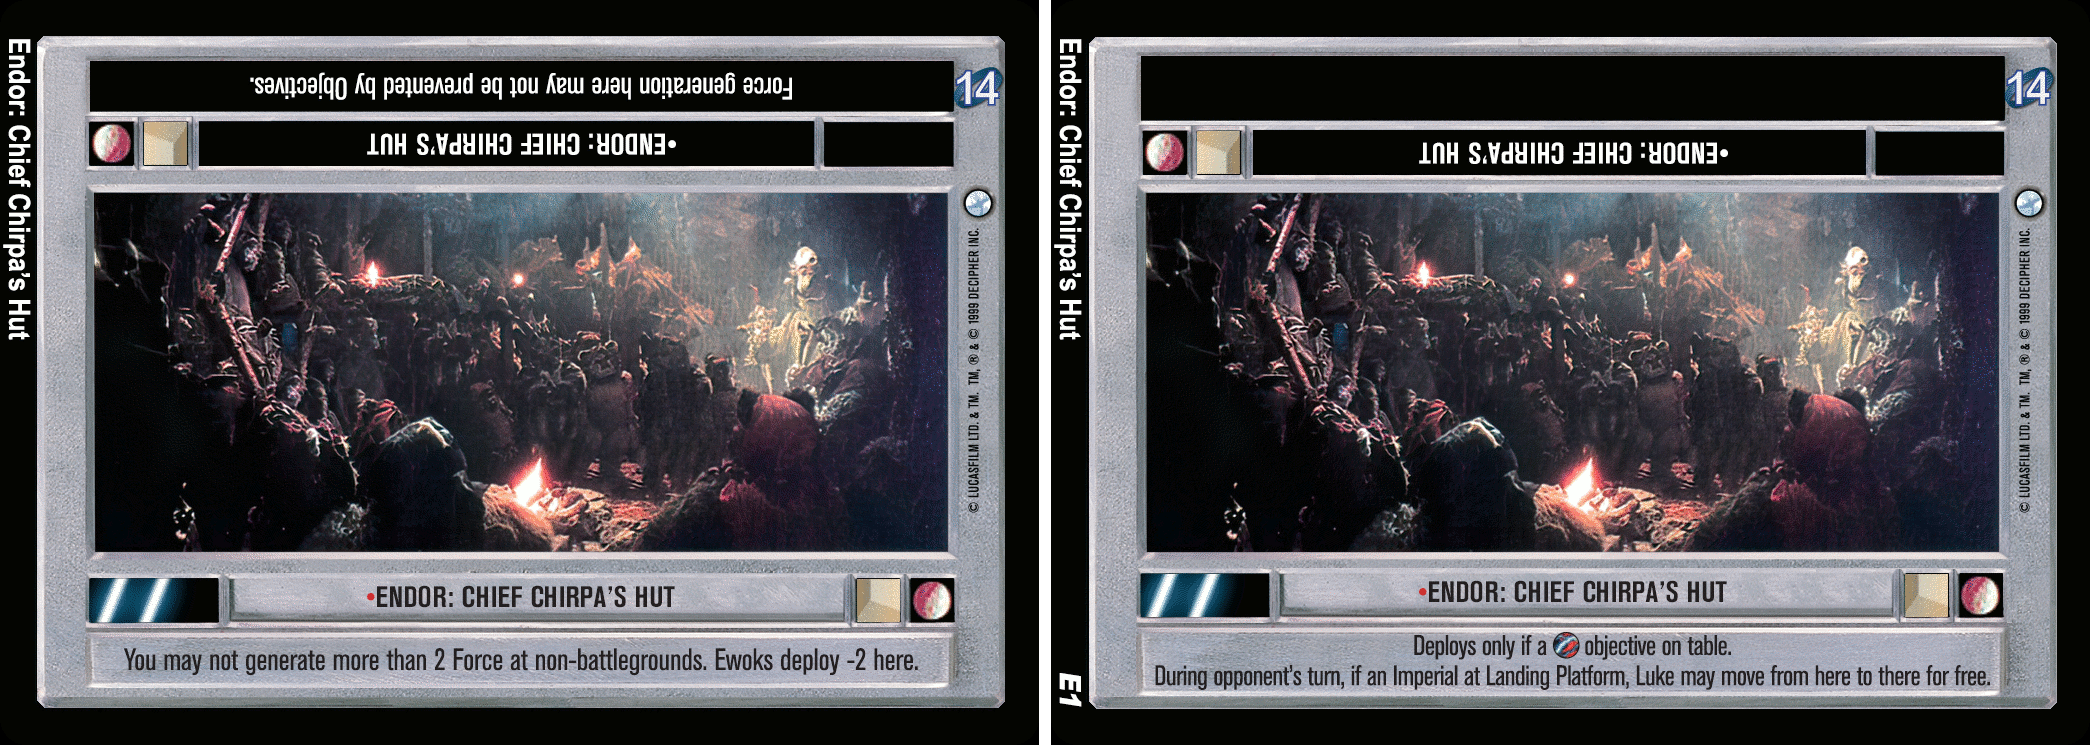 Endor: Chief Chirpa's Hut
Force generation here may not be prevented by Objectives.
14
•ENDOR: CHIEF CHIRPA'S HUT
© LUCASFILM LTD. & TM. TM, ® & © 1999 DECIPHER INC.
•ENDOR: CHIEF CHIRPA'S HUT
You may not generate more than 2 Force at non-battlegrounds. Ewoks deploy -2 here.
Endor: Chief Chirpa's Hut
14
•ENDOR: CHIEF CHIRPA'S HUT
© LUCASFILM LTD. & TM. TM, ® & © 1999 DECIPHER INC.
•ENDOR: CHIEF CHIRPA'S HUT
Deploys only if a objective on table.
During opponent's turn, if an Imperial at Landing Platform, Luke may move from here to there for free.
E1